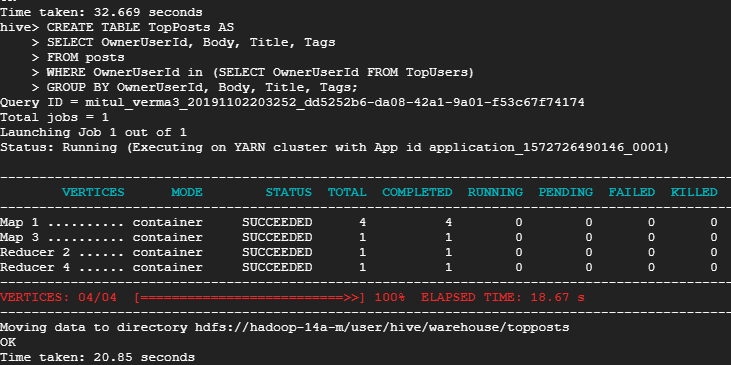 OK
Time taken: 32.669 seconds
hive> CREATE TABLE TopPosts AS
    > SELECT OwnerUserId, Body, Title, Tags
    > FROM posts
    > WHERE OwnerUserId in (SELECT OwnerUserId FROM TopUsers)
    > GROUP BY OwnerUserId, Body, Title, Tags;
Query ID = mitul_verma3_20191102203252_dd5252b6-da08-42a1-9a01-f53c67f74174
Total jobs = 1
Launching Job 1 out of 1
Status: Running (Executing on YARN cluster with App id application_1572726490146_0001)
--------------------------------------------------------------------------------
VERTICES MODE STATUS TOTAL COMPLETED RUNNING PENDING FAILED KILLED
--------------------------------------------------------------------------------
Map 1 .......... container SUCCEEDED 4 4 0 0 0 0
Map 3 .......... container SUCCEEDED 1 1 0 0 0 0
Reducer 2 ...... container SUCCEEDED 1 1 0 0 0 0
Reducer 4 ...... container SUCCEEDED 1 1 0 0 0 0
--------------------------------------------------------------------------------
VERTICES: 04/04 [==========================>>] 100% ELAPSED TIME: 18.67 s
--------------------------------------------------------------------------------
Moving data to directory hdfs://hadoop-14a-m/user/hive/warehouse/topposts
OK
Time taken: 20.85 seconds